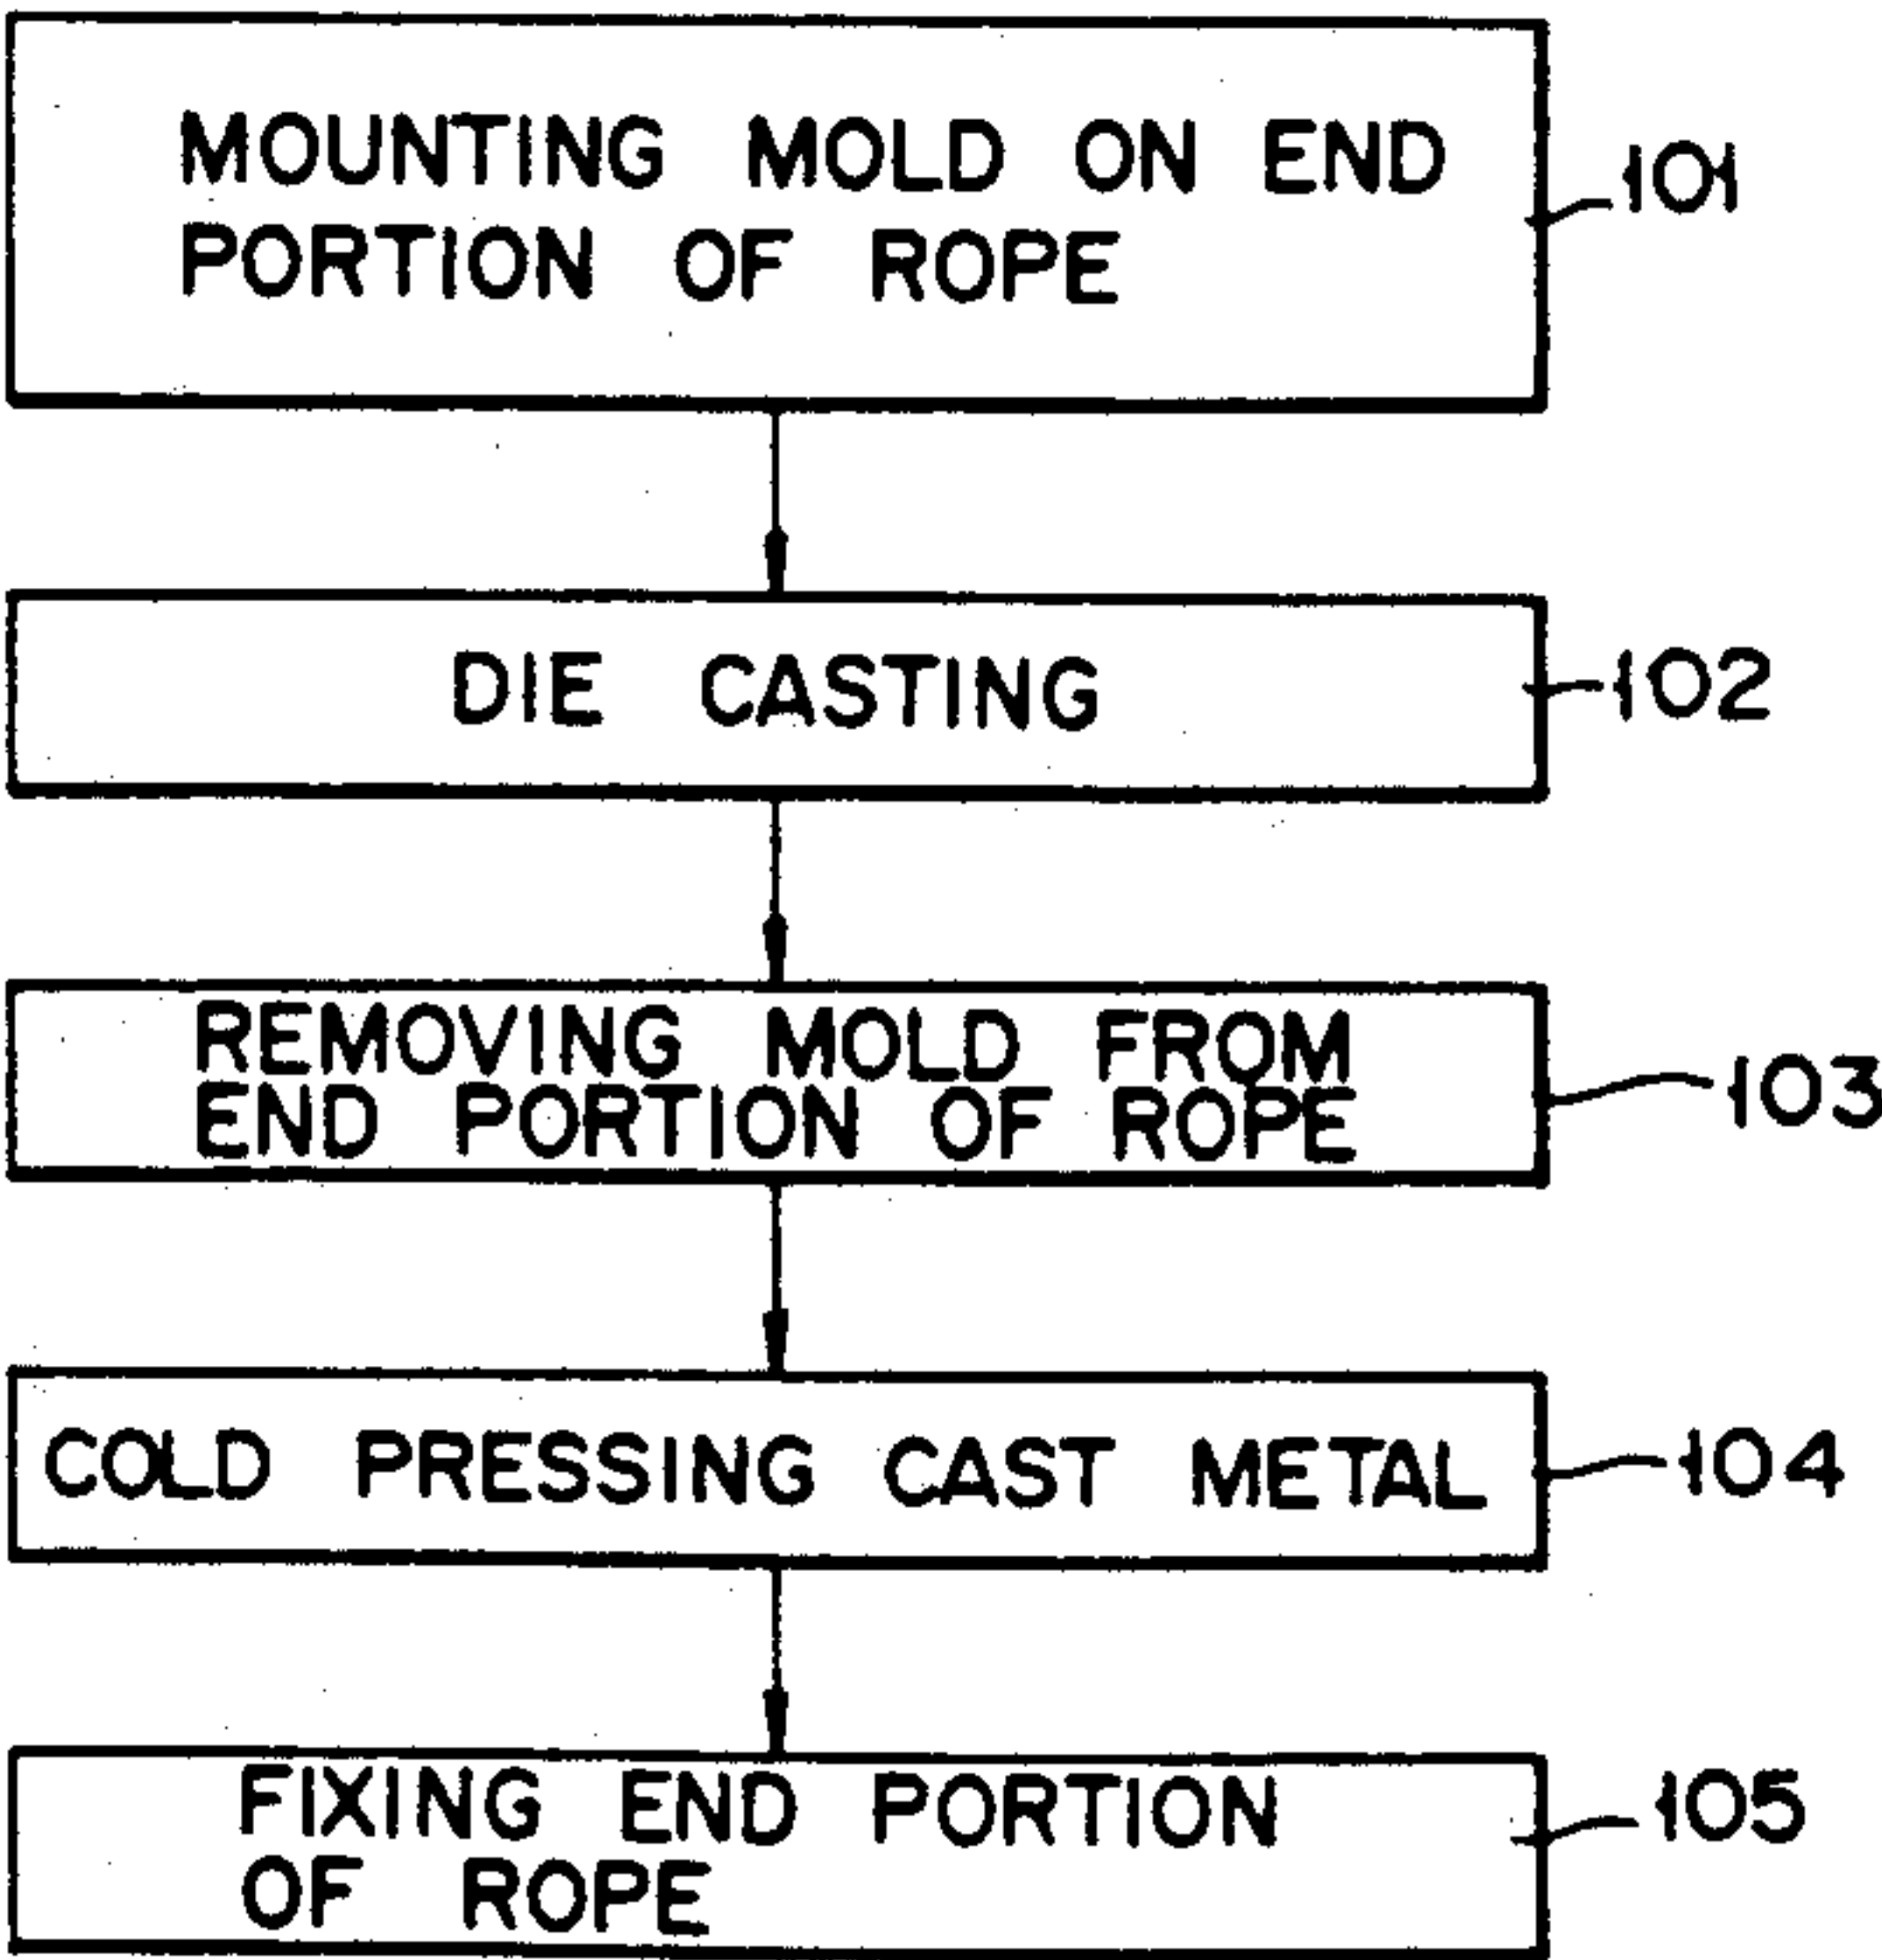 MOUNTING MOLD ON END
PORTION OF ROPE
101
DIE CASTING
102
REMOVING MOLD FROM
END PORTION OF ROPE
103
COLD PRESSING CAST METAL
104
FIXING END PORTION
OF ROPE
105